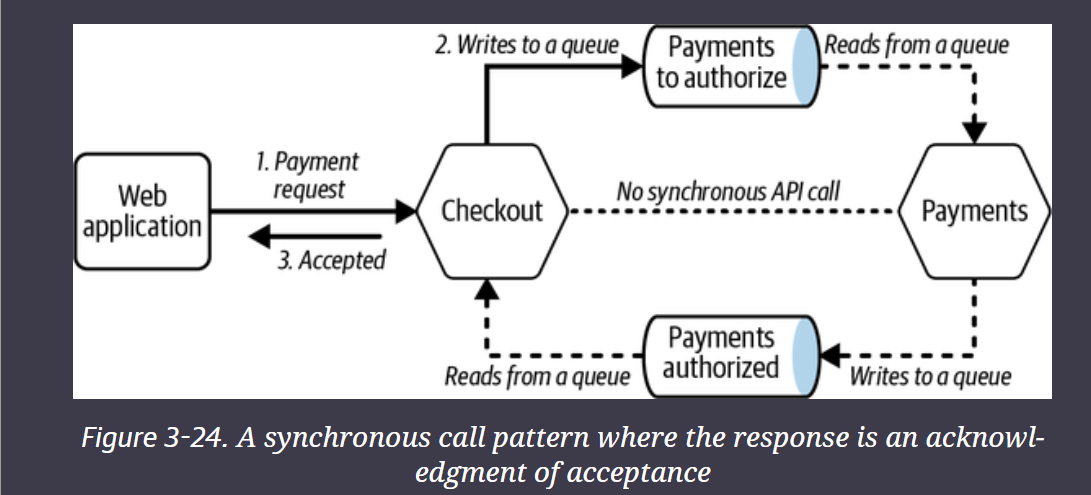 2. Writes to a queue
Payments
to authorize
Reads from a queue
1. Payment
request
Web
application
Checkout
No synchronous API call
Payments
3. Accepted
Payments
authorized
Reads from a queue
Writes to a queue
Figure 3-24. A synchronous call pattern where the response is an acknowl-
edgment of acceptance